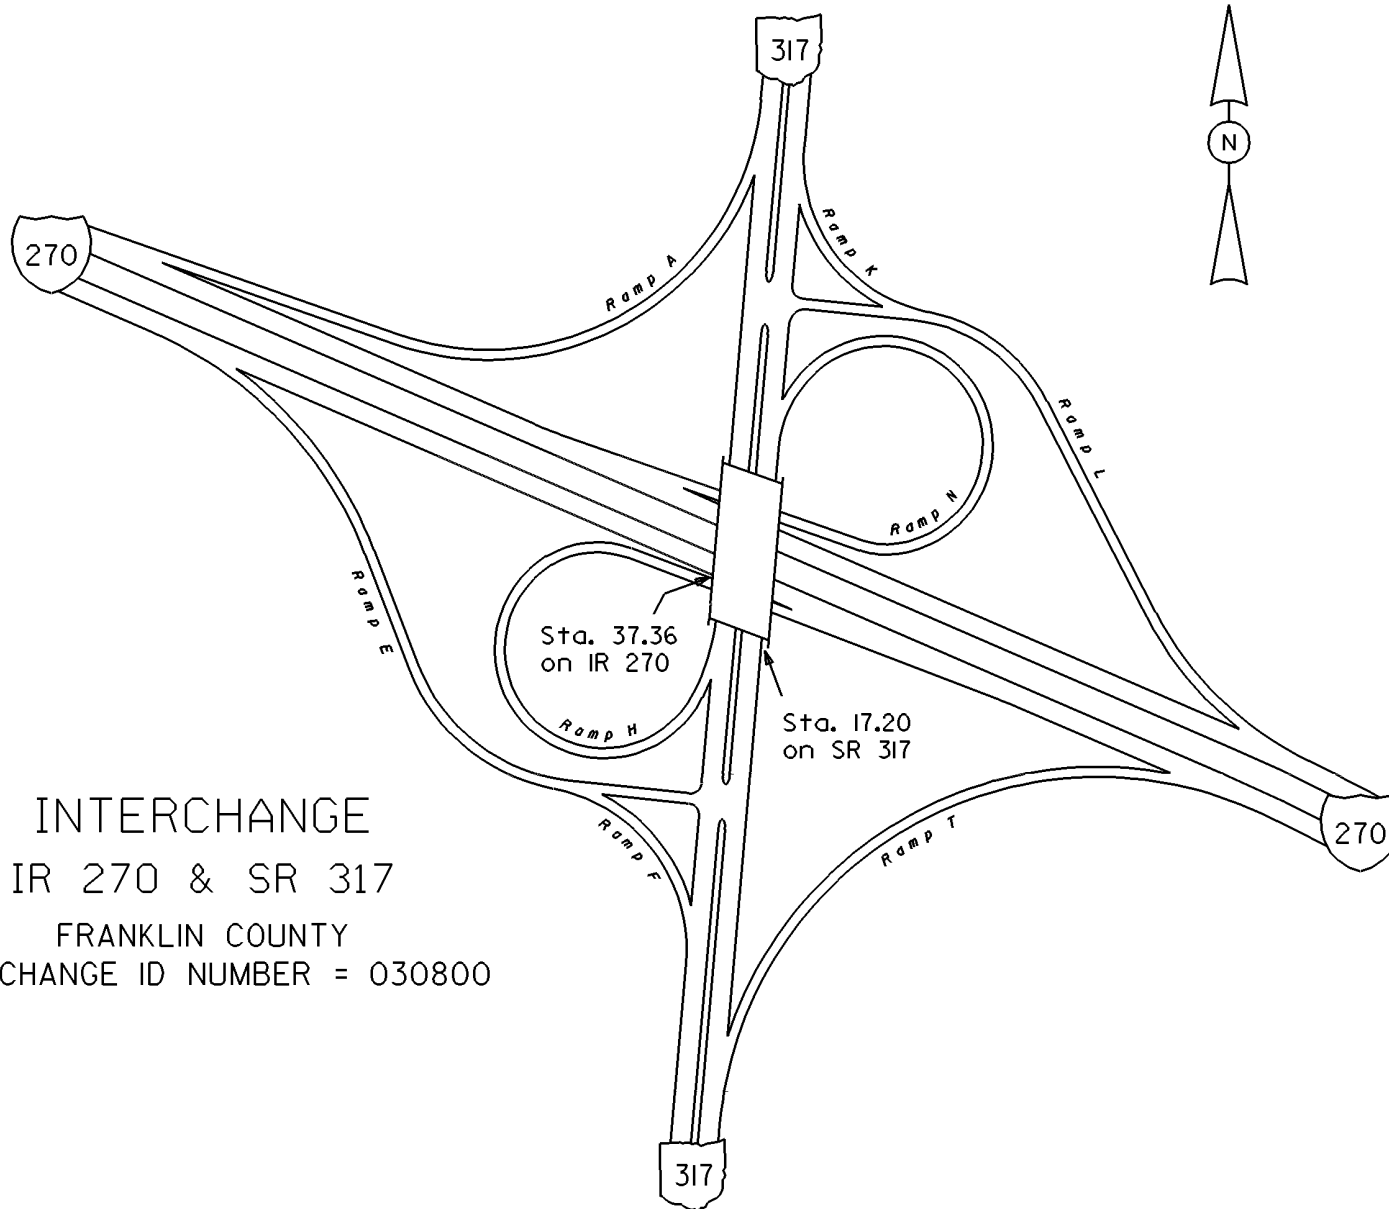 317
N
270
Ramp K
Ramp A
Ramp L
Ramp N
Ramp E
Sta. 37.36
on IR 270
Ramp H
Sta. 17.20
on SR 317
INTERCHANGE
IR 270 & SR 317
FRANKLIN COUNTY
CHANGE ID NUMBER = 030800
Ramp F
Ramp T
270
317